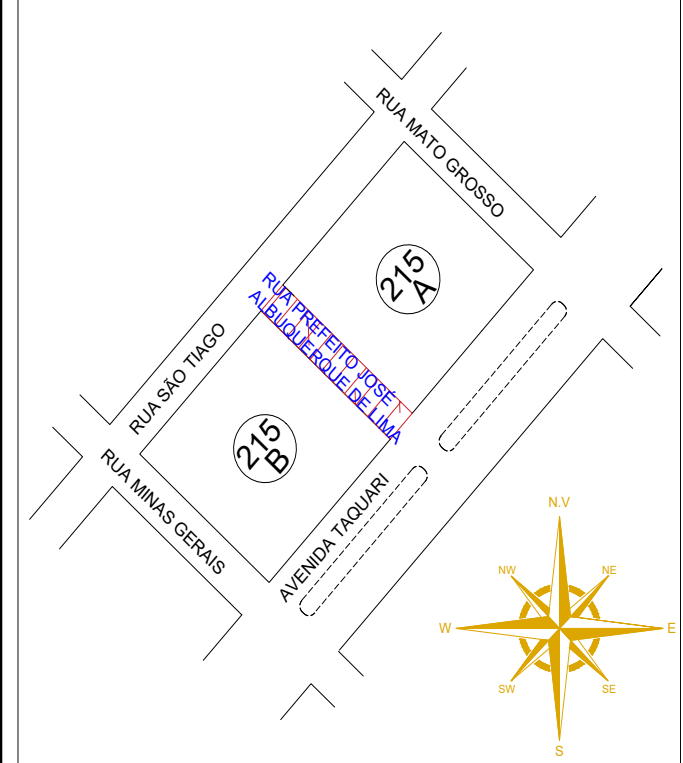 RUA MATO GROSSO
215
A
RUA PREFEITO JOSÉ
ALBUQUERQUE DE LIMA
RUA SÃO TIAGO
215
B
RUA MINAS GERAIS
AVENIDA TAQUARI
N.V
NW
NE
W
E
SW
SE
S